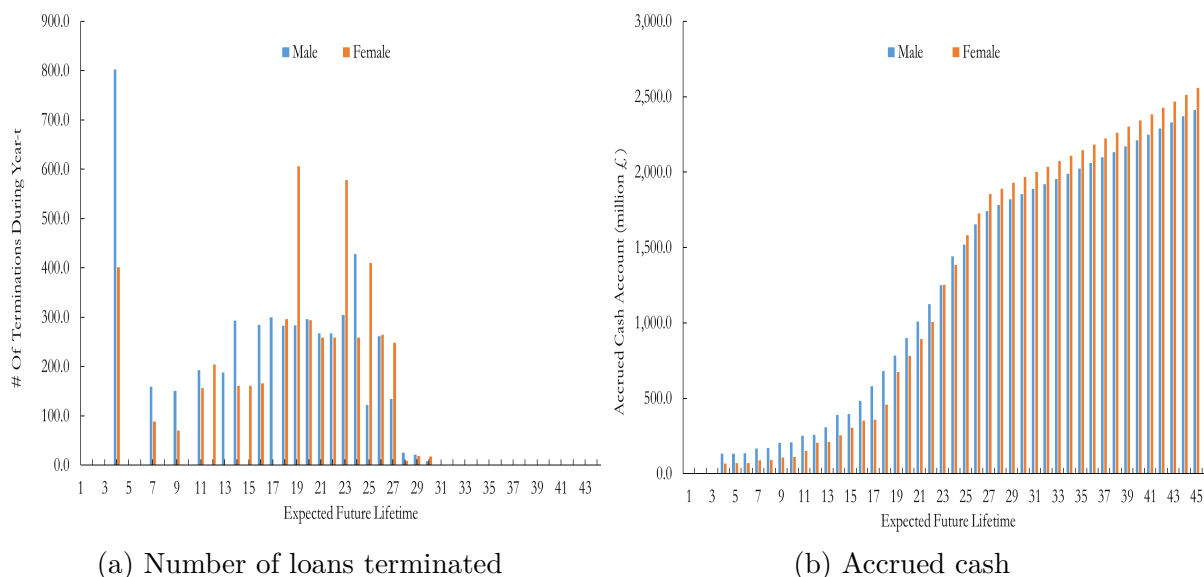 900.0
800.0
700.0
600.0
500.0
400.0
300.0
200.0
100.0
0.0
# Of Terminations During Year-t
Male Female
1 3 5 7 9 11 13 15 17 19 21 23 25 27 29 31 33 35 37 39 41 43
Expected Future Lifetime
(a) Number of loans terminated
3,000.0
2,500.0
2,000.0
1,500.0
1,000.0
500.0
0.0
Accrued Cash Account (million £)
Male Female
1 3 5 7 9 11 13 15 17 19 21 23 25 27 29 31 33 35 37 39 41 43 45
Expected Future Lifetime
(b) Accrued cash